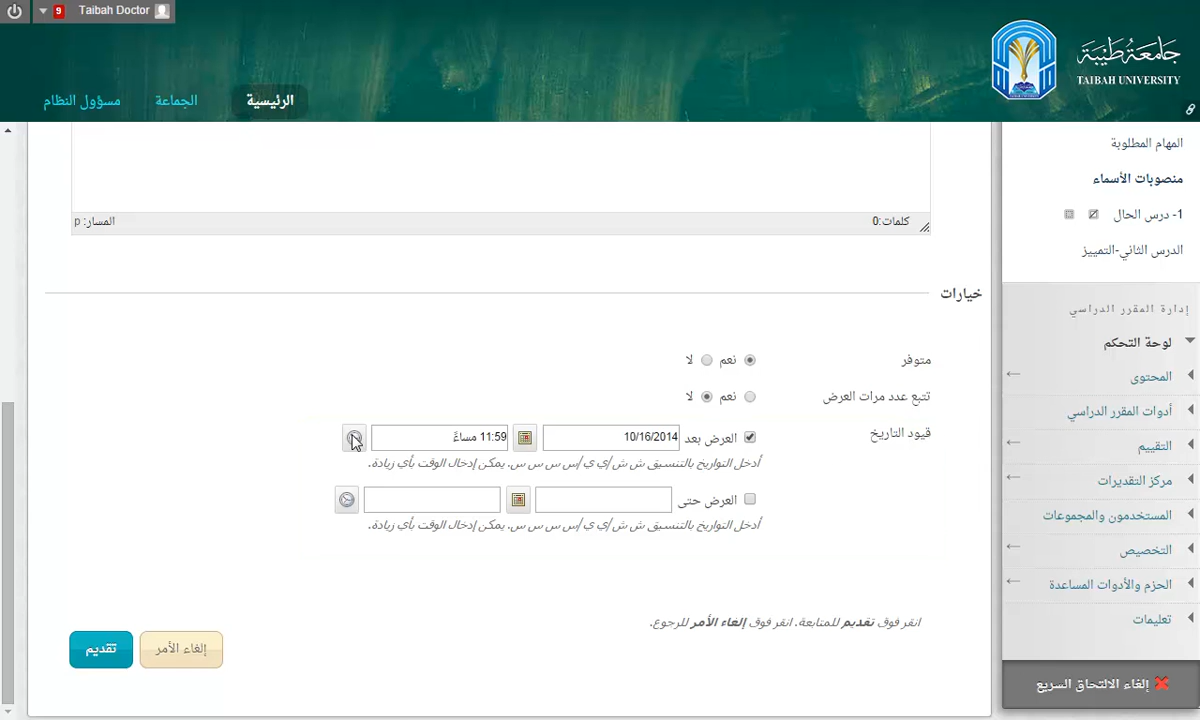 9 Taibah Doctor
جامعة طيبة
TAIBAH UNIVERSITY
الرئيسية الجماعة مسؤول النظام
المهام المطلوبة
منصوبات الأسماء
1- درس الحال
الدرس الثاني-التمييز
إدارة المقرر الدراسي
لوحة التحكم
المحتوى
أدوات المقرر الدراسي
التقييم
مركز التقديرات
المستخدمون والمجموعات
التخصيص
الحزم والأدوات المساعدة
تعليمات
إلغاء الالتحاق السريع
كلمات:0 المسار: p
خيارات
متوفر نعم لا
تتبع عدد مرات العرض نعم لا
قيود التاريخ العرض بعد 10/16/2014 11:59 مساءً
أدخل التواريخ بالتنسيق ش ش/ي ي/س س س س. يمكن إدخال الوقت بأي زيادة.
العرض حتى
أدخل التواريخ بالتنسيق ش ش/ي ي/س س س س. يمكن إدخال الوقت بأي زيادة.
انقر فوق تقديم للمتابعة. انقر فوق إلغاء الأمر للرجوع.
إلغاء الأمر تقديم